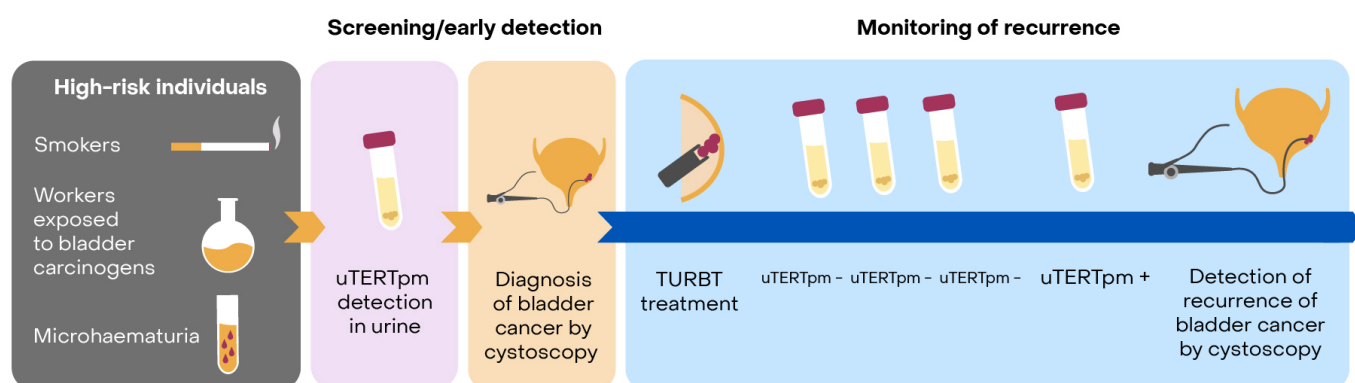 Screening/early detection
Monitoring of recurrence
High-risk individuals
Smokers
Workers
exposed
to bladder
carcinogens
Microhaematuria
uTERTpm
detection
in urine
Diagnosis
of bladder
cancer by
cystoscopy
TURBT
treatment
uTERTpm -
uTERTpm -
uTERTpm -
uTERTpm +
Detection of
recurrence of
bladder cancer
by cystoscopy